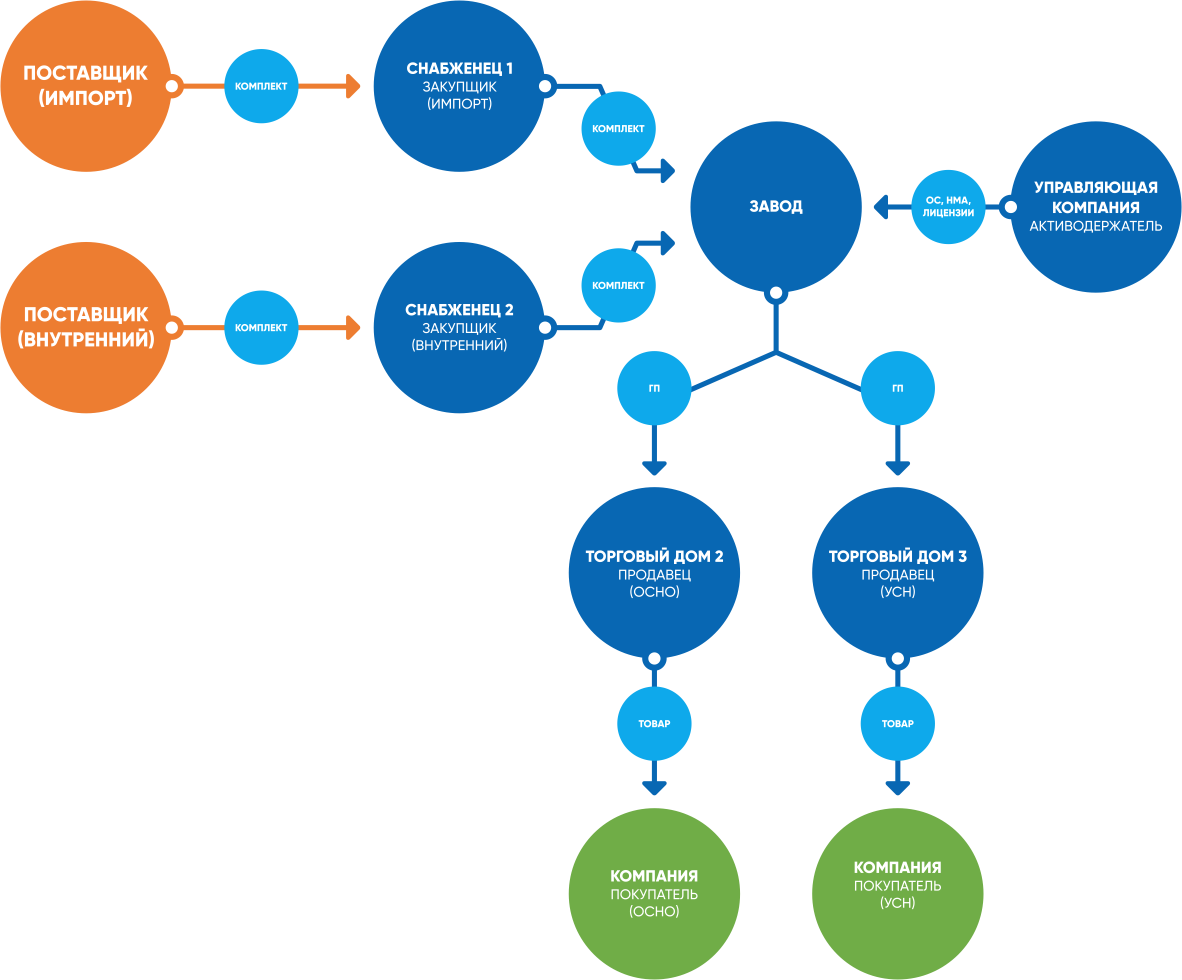 ПОСТАВЩИК
(ИМПОРТ)
КОМПЛЕКТ
СНАБЖЕНЕЦ 1
ЗАКУПЩИК
(ИМПОРТ)
КОМПЛЕКТ
ЗАВОД
ОС, НМА,
ЛИЦЕНЗИИ
УПРАВЛЯЮЩАЯ
КОМПАНИЯ
АКТИВОДЕРЖАТЕЛЬ
ПОСТАВЩИК
(ВНУТРЕННИЙ)
КОМПЛЕКТ
СНАБЖЕНЕЦ 2
ЗАКУПЩИК
(ВНУТРЕННИЙ)
КОМПЛЕКТ
ГП
ГП
ТОРГОВЫЙ ДОМ 2
ПРОДАВЕЦ
(ОСНО)
ТОРГОВЫЙ ДОМ 3
ПРОДАВЕЦ
(УСН)
ТОВАР
ТОВАР
КОМПАНИЯ
ПОКУПАТЕЛЬ
(ОСНО)
КОМПАНИЯ
ПОКУПАТЕЛЬ
(УСН)